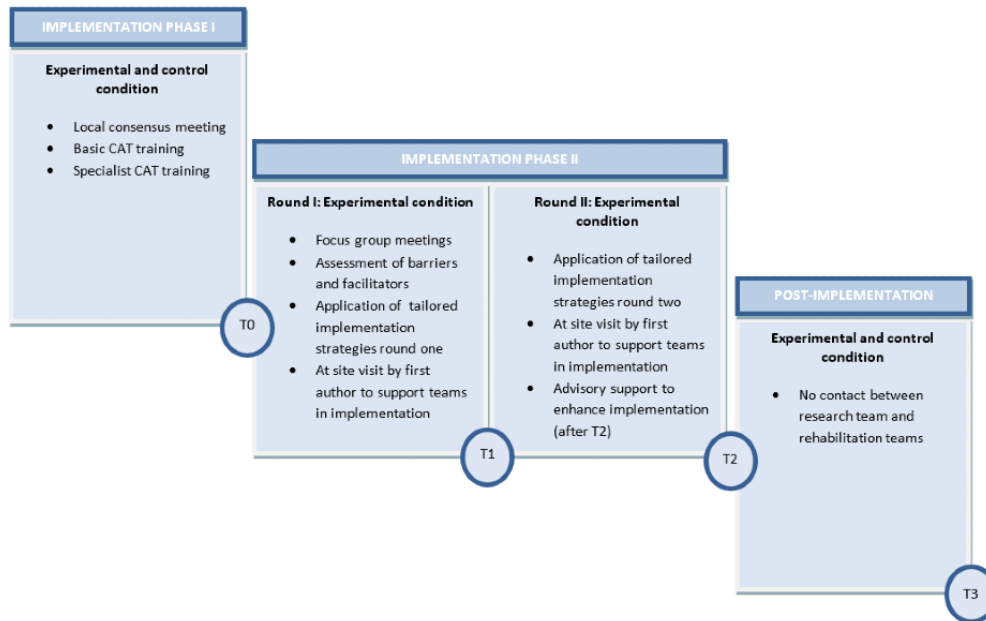 IMPLEMENTATION PHASE I
Experimental and control
condition
• Local consensus meeting
• Basic CAT training
• Specialist CAT training
T0
IMPLEMENTATION PHASE II
Round I: Experimental condition
• Focus group meetings
• Assessment of barriers
and facilitators
• Application of tailored
implementation
strategies round one
• At site visit by first
author to support teams
in implementation
T1
Round II: Experimental
condition
• Application of tailored
implementation
strategies round two
• At site visit by first
author to support teams
in implementation
• Advisory support to
enhance implementation
(after T2)
T2
POST-IMPLEMENTATION
Experimental and control
condition
• No contact between
research team and
rehabilitation teams
T3